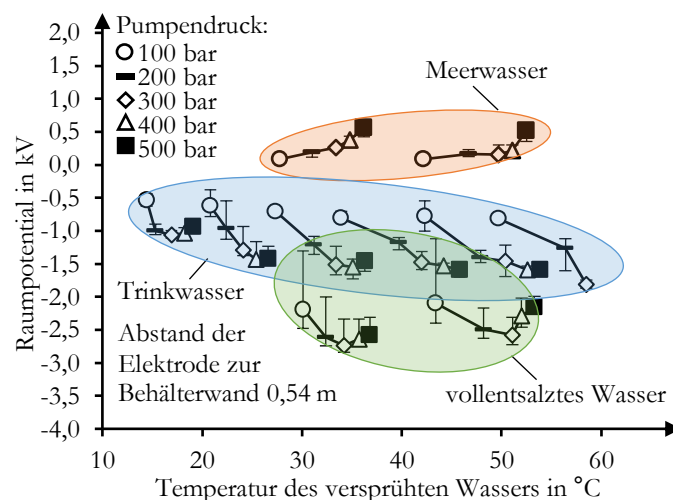 Pumpendruck:
100 bar
200 bar
300 bar
400 bar
500 bar
Meerwasser
2,0
1,5
1,0
0,5
0,0
-0,5
-1,0
-1,5
-2,0
-2,5
-3,0
-3,5
-4,0
Raumpotential in kV
Trinkwasser
Abstand der
Elektrode zur
Behälterwand 0,54 m
vollentsalztes Wasser
10 20 30 40 50 60
Temperatur des versprühten Wassers in °C